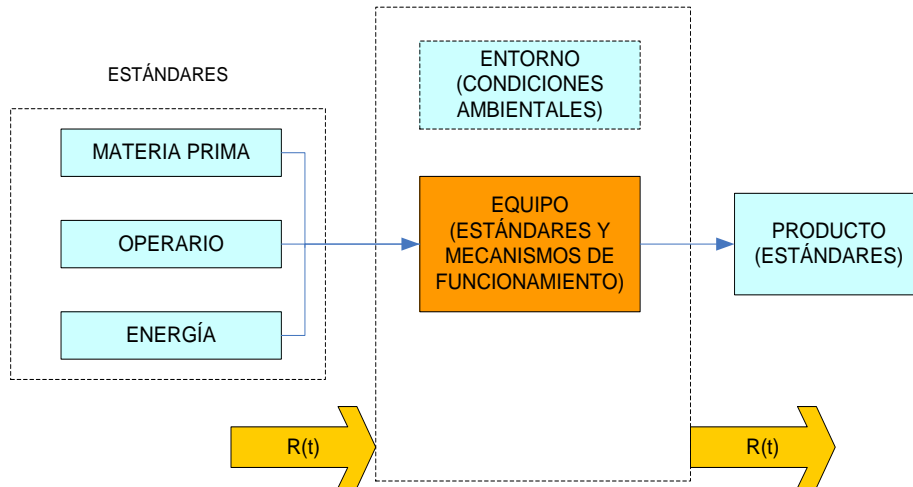 ESTÁNDARES
MATERIA PRIMA
OPERARIO
ENERGÍA
ENTORNO
(CONDICIONES
AMBIENTALES)
EQUIPO
(ESTÁNDARES Y
MECANISMOS DE
FUNCIONAMIENTO)
PRODUCTO
(ESTÁNDARES)
R(t)
R(t)